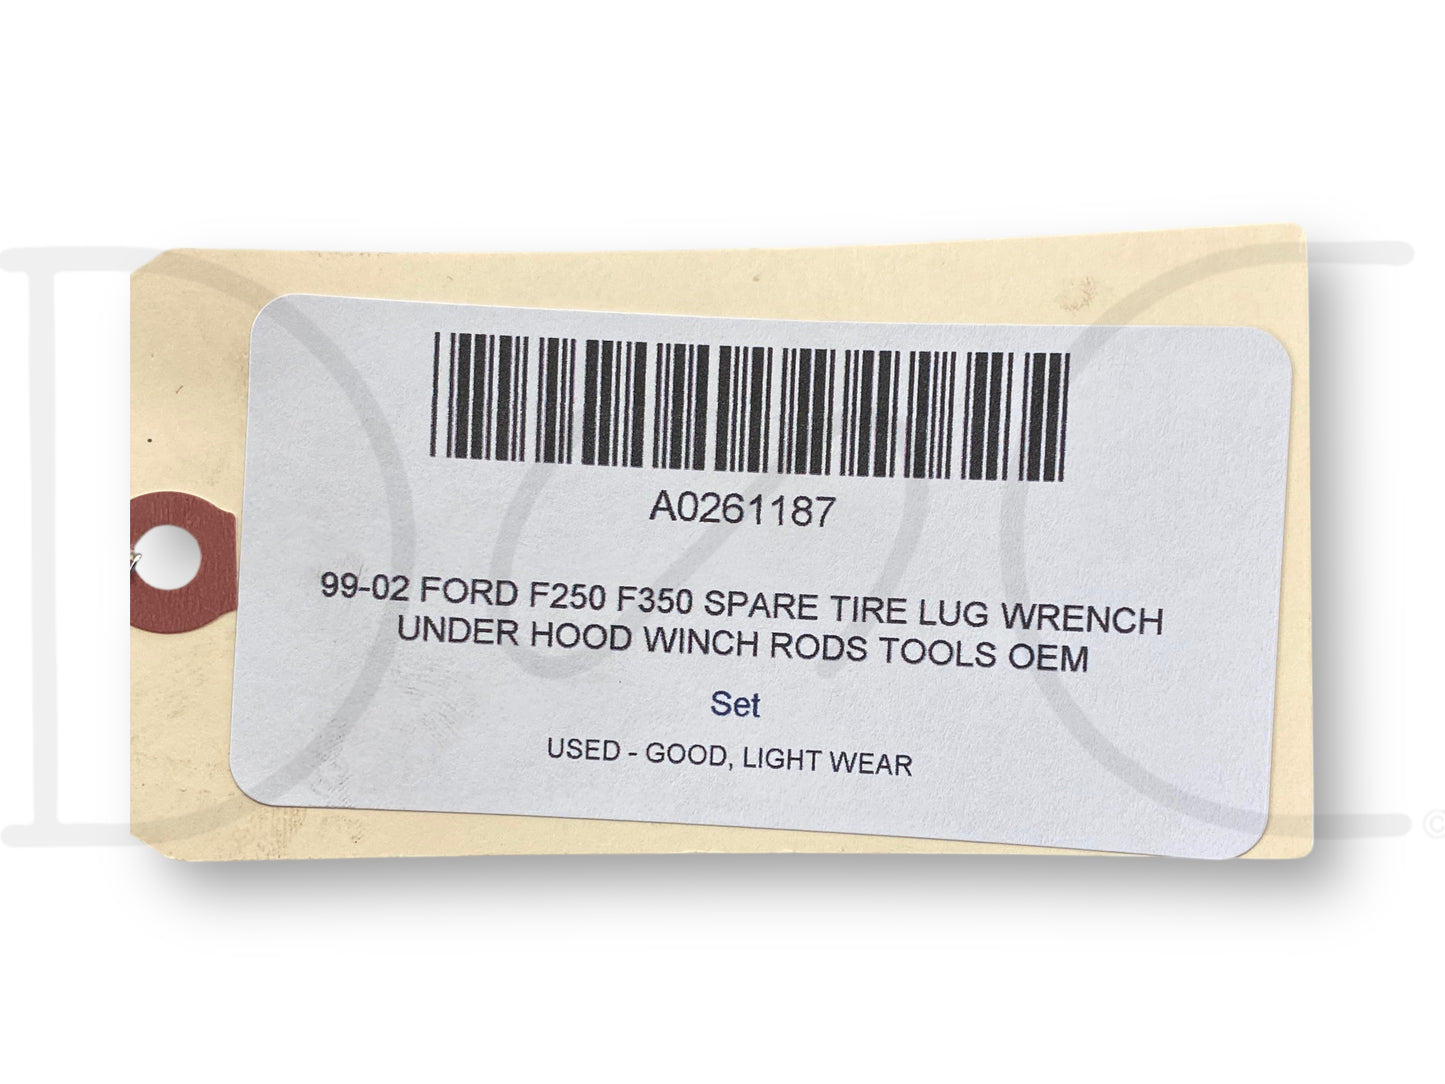 A0261187
99-02 FORD F250 F350 SPARE TIRE LUG WRENCH
UNDER HOOD WINCH RODS TOOLS OEM
Set
USED - GOOD, LIGHT WEAR